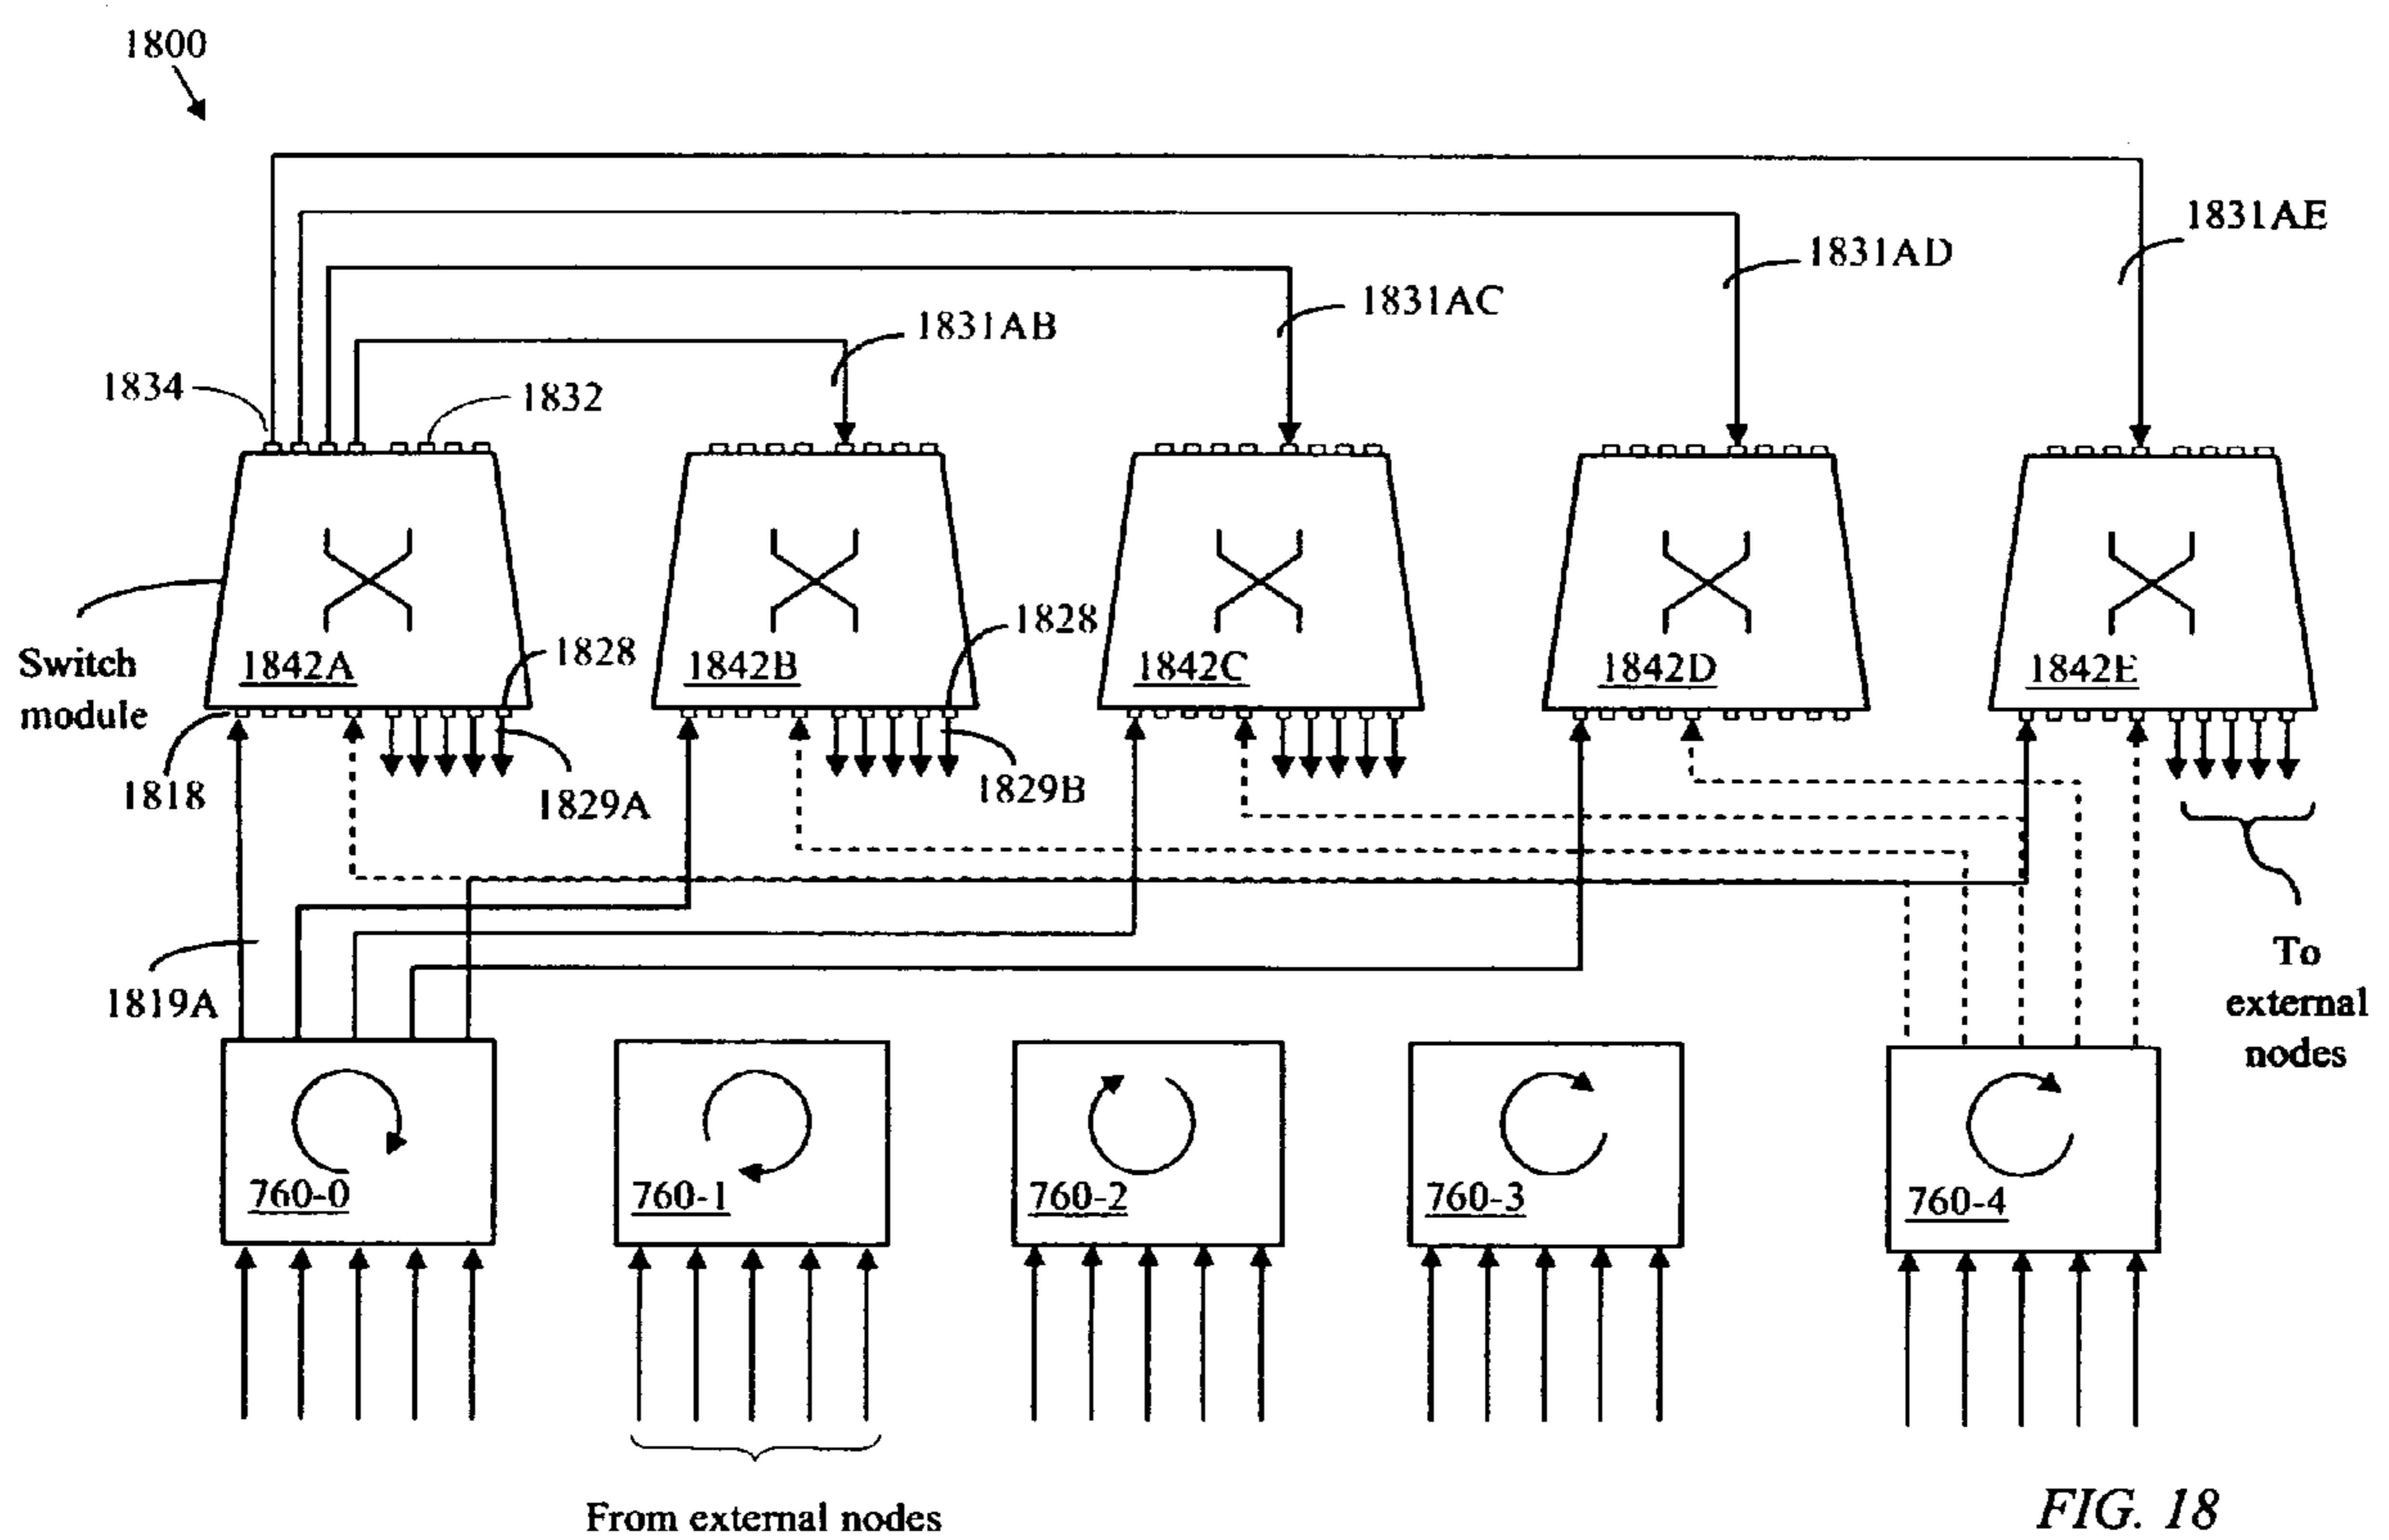 1800
1831AE
1831AD
1831AC
1831AB
1834
1832
Switch
module
1842A
1828
1842B
1828
1842C
1842D
1842E
1818
1829A
1829B
To
external
nodes
1819A
760-0
760-1
760-2
760-3
760-4
From external nodes
FIG. 18